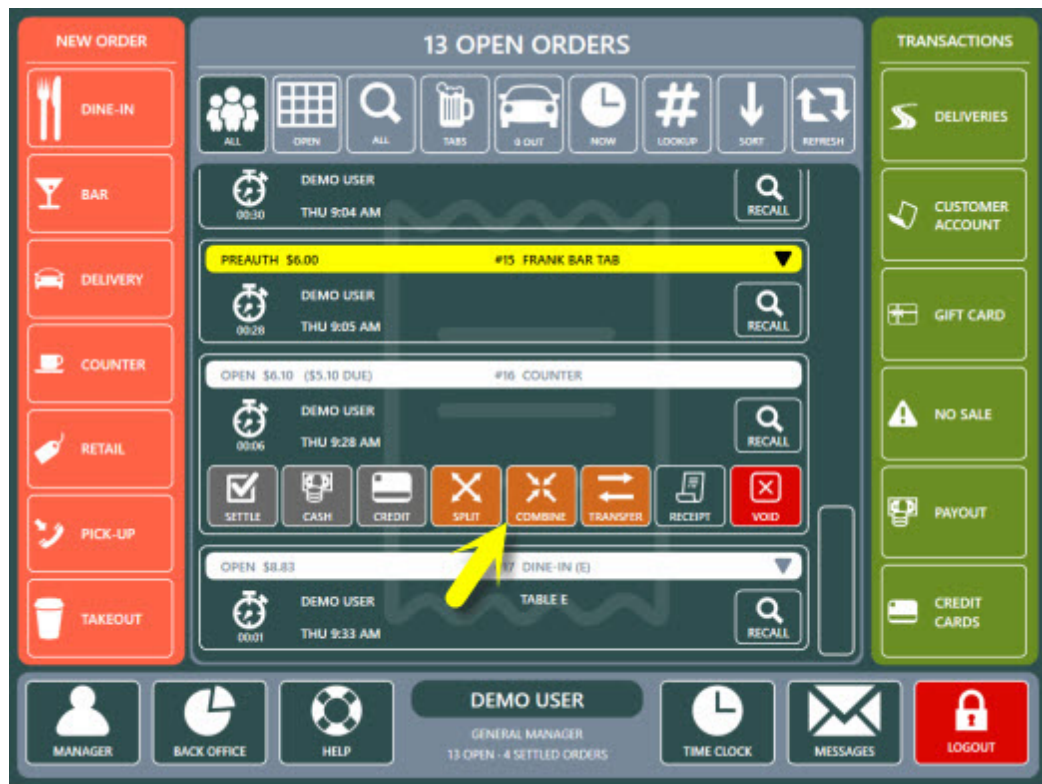 NEW ORDER
DINE-IN
BAR
DELIVERY
COUNTER
RETAIL
PICK-UP
TAKEOUT
13 OPEN ORDERS
ALL
OPEN
ALL
TABS
0 OUT
NOW
LOOKUP
SORT
REFRESH
DEMO USER
00:30
THU 9:04 AM
RECALL
PREAUTH $6.00 #15 FRANK BAR TAB
DEMO USER
00:28
THU 9:05 AM
RECALL
OPEN $6.10 ($5.10 DUE) #16 COUNTER
DEMO USER
00:06
THU 9:28 AM
RECALL
SETTLE
CASH
CREDIT
SPLIT
COMBINE
TRANSFER
RECEIPT
VOID
OPEN $8.83 17 DINE-IN (E)
DEMO USER
TABLE E
00:01
THU 9:33 AM
RECALL
TRANSACTIONS
DELIVERIES
CUSTOMER
ACCOUNT
GIFT CARD
NO SALE
PAYOUT
CREDIT
CARDS
MANAGER
BACK OFFICE
HELP
DEMO USER
GENERAL MANAGER
13 OPEN - 4 SETTLED ORDERS
TIME CLOCK
MESSAGES
LOGOUT